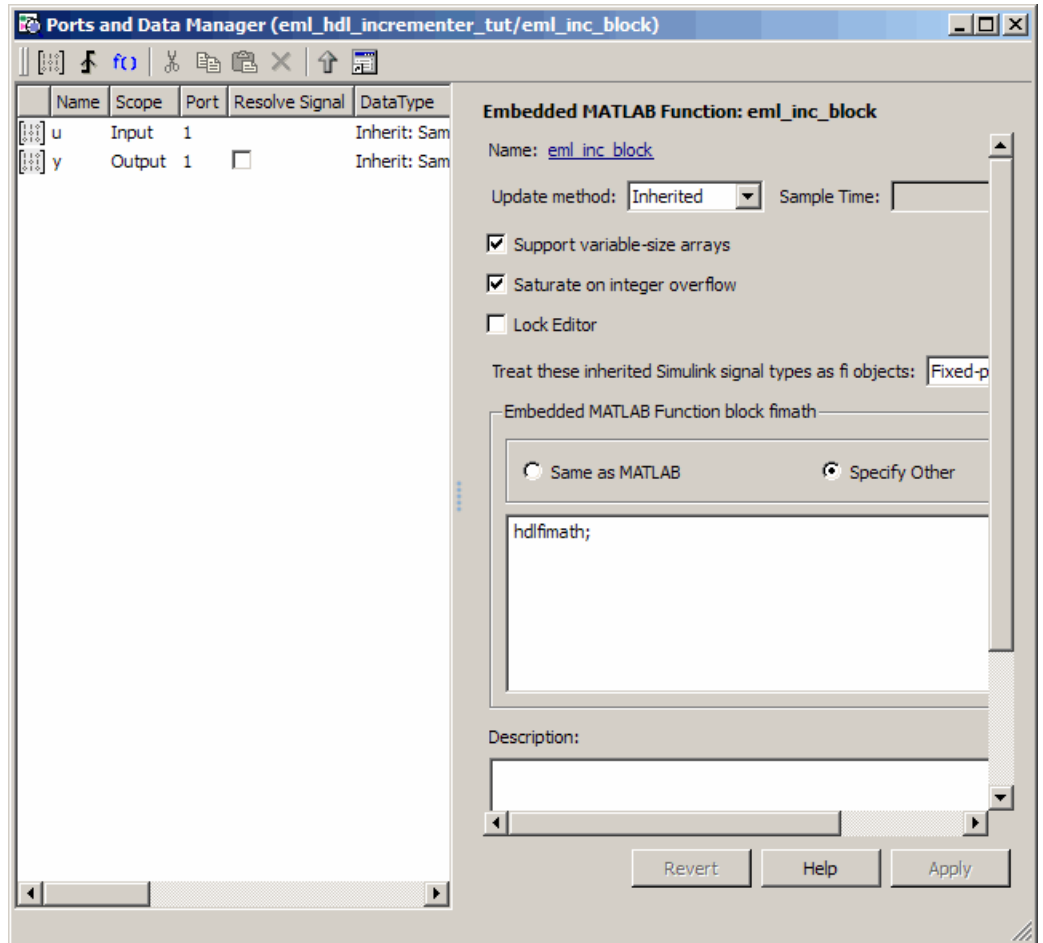 Ports and Data Manager (eml_hdl_incrementer_tut/eml_inc_block)
f()
Name Scope Port Resolve Signal DataType
u Input 1 Inherit: Sam
y Output 1 Inherit: Sam
Embedded MATLAB Function: eml_inc_block
Name: eml_inc_block
Update method: Inherited Sample Time:
Support variable-size arrays
Saturate on integer overflow
Lock Editor
Treat these inherited Simulink signal types as fi objects: Fixed-p
Embedded MATLAB Function block fimath
Same as MATLAB Specify Other
hdlfimath;
Description:
Revert Help Apply